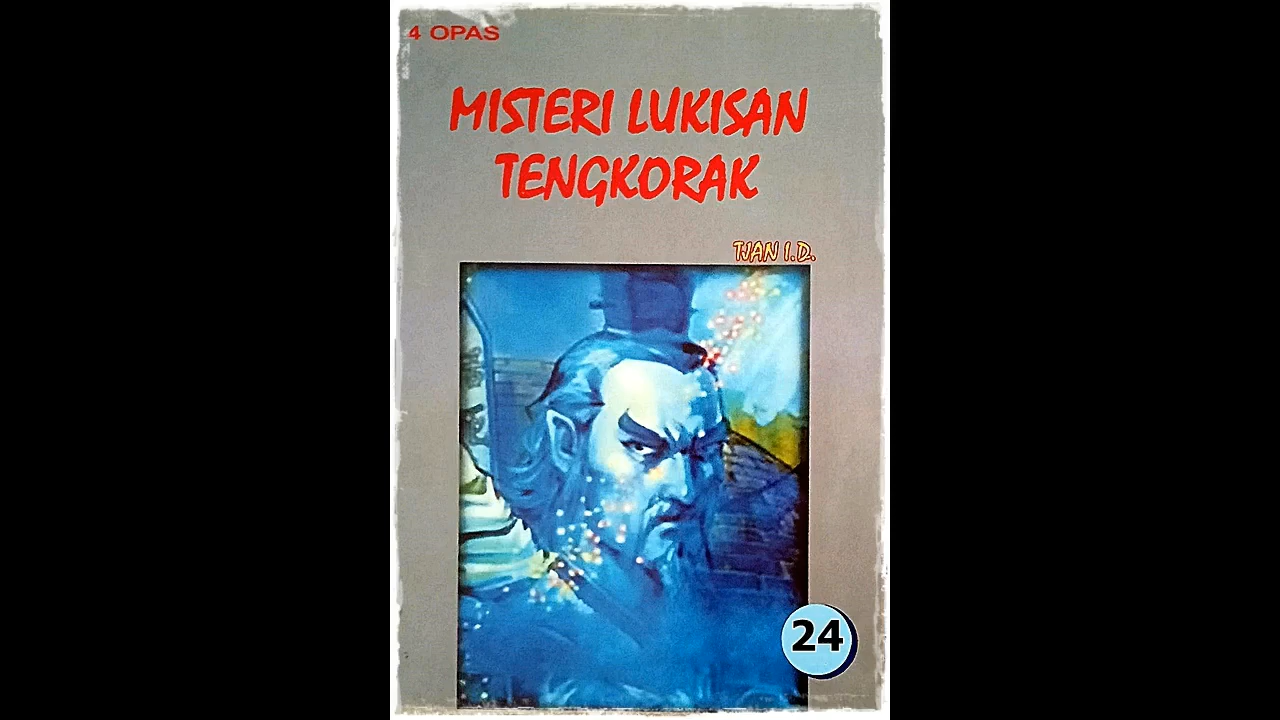 4 OPAS
MISTERI LUKISAN
TENGKORAK
TJAN I.D.
24